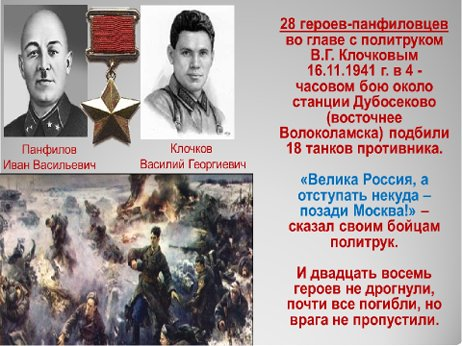 Панфилов
Иван Васильевич
Клочков
Василий Георгиевич
28 героев-панфиловцев
во главе с политруком
В.Г. Клочковым
16.11.1941 г. в 4 -
часовом бою около
станции Дубосеково
(восточнее
Волоколамска) подбили
18 танков противника.
«Велика Россия, а
отступать некуда –
позади Москва!» –
сказал своим бойцам
политрук.
И двадцать восемь
героев не дрогнули,
почти все погибли, но
врага не пропустили.